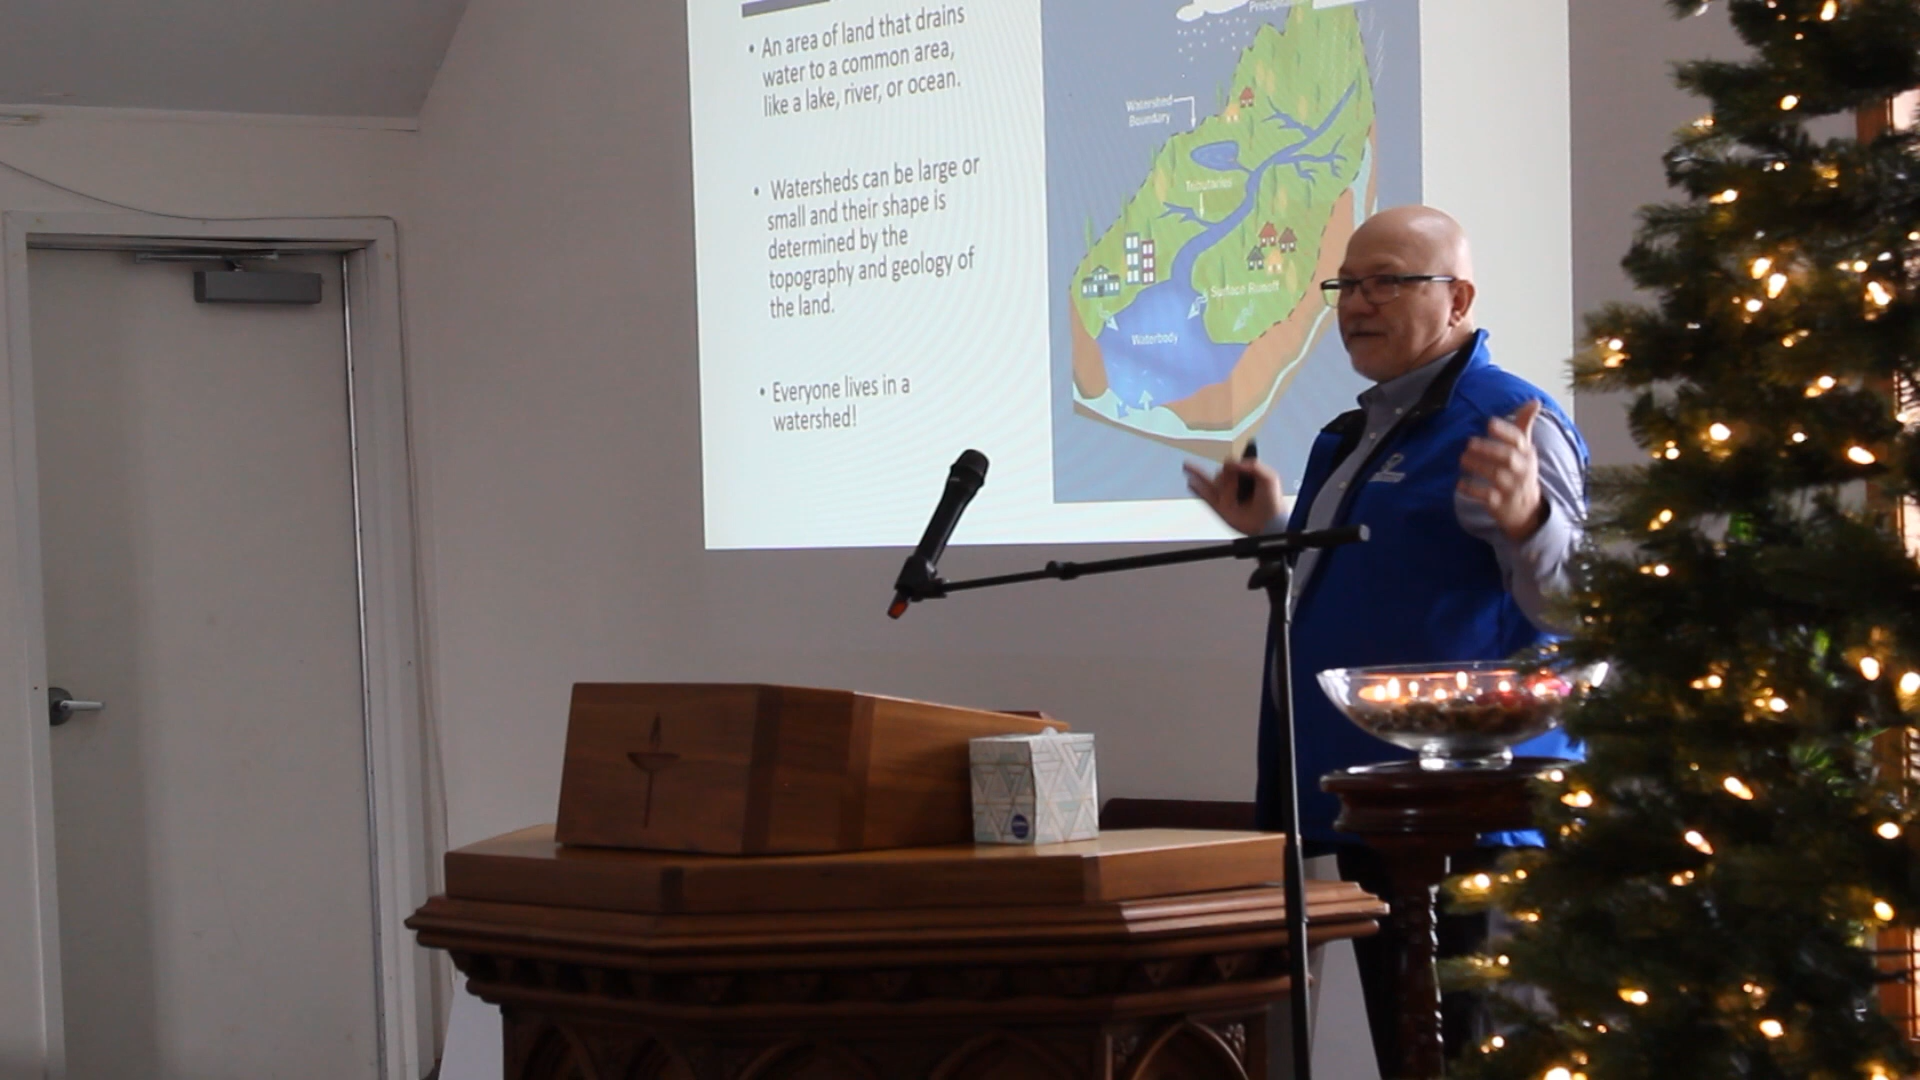 • An area of land that drains
water to a common area,
like a lake, river, or ocean.
• Watersheds can be large or
small and their shape is
determined by the
topography and geology of
the land.
• Everyone lives in a
watershed!
Watershed
Boundary
Tributaries
Surface Runoff
Waterbody